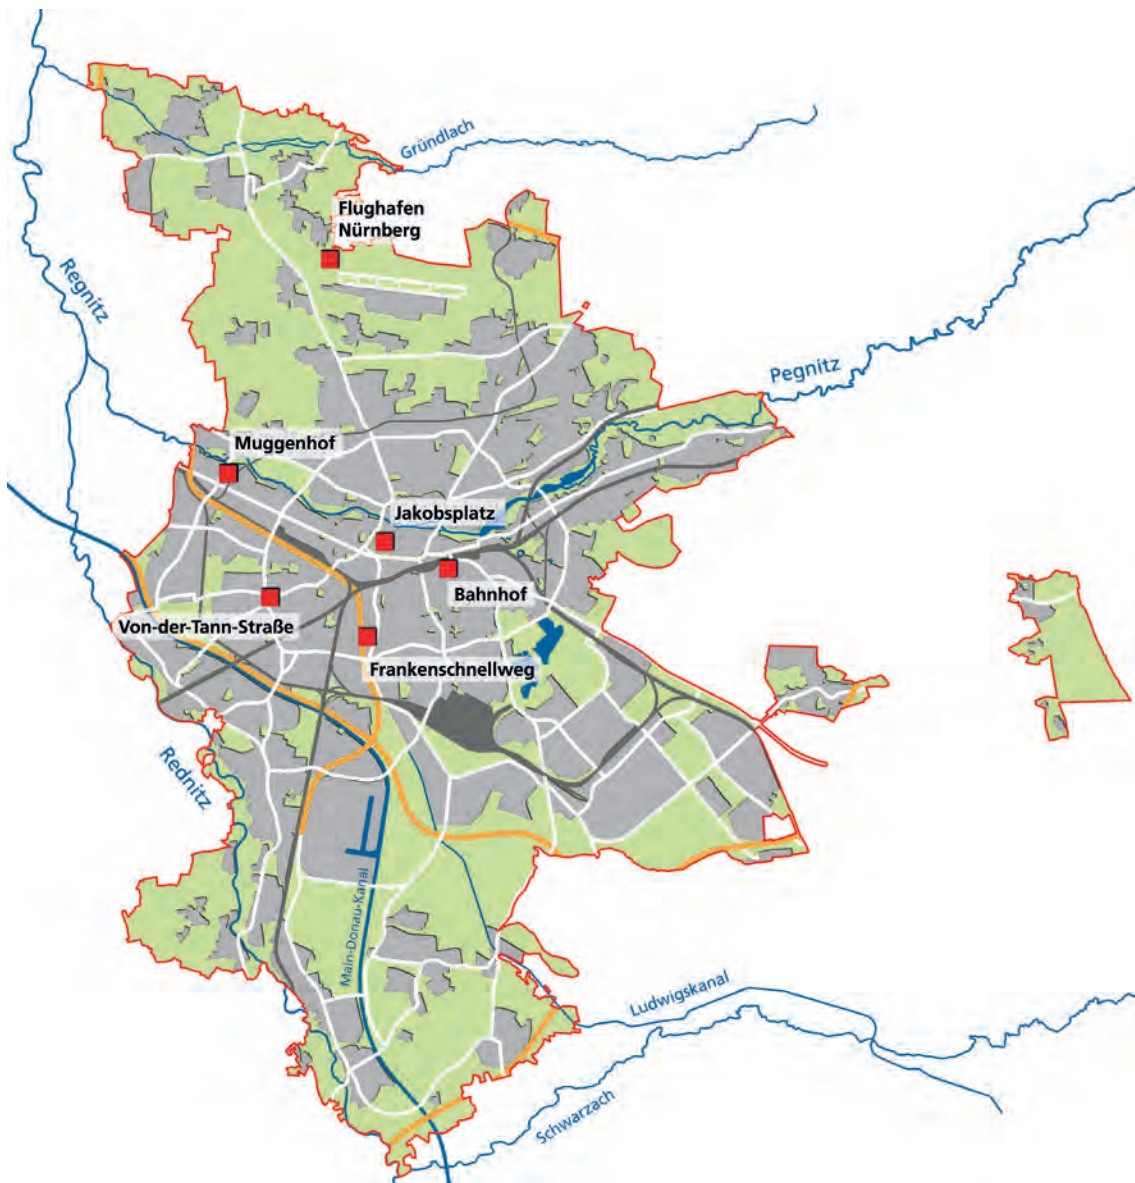 Gründlach
Flughafen
Nürnberg
Regnitz
Pegnitz
Muggenhof
Jakobsplatz
Bahnhof
Von-der-Tann-Straße
Frankenschnellweg
Rednitz
Main-Donau-Kanal
Ludwigskanal
Schwarzach